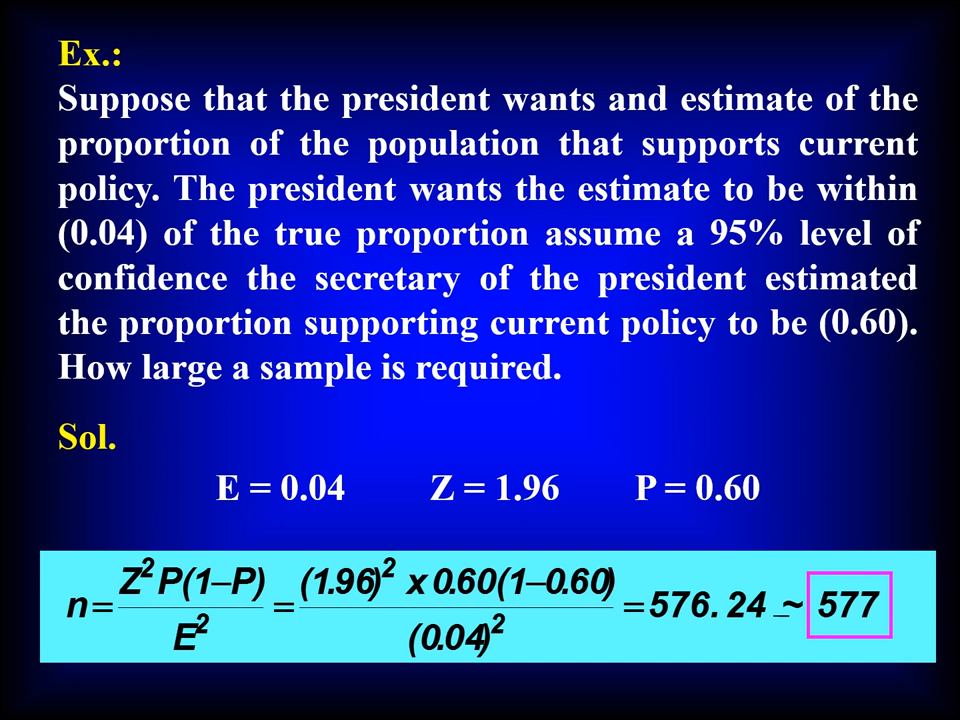 Ex.:
Suppose that the president wants and estimate of the
proportion of the population that supports current
policy. The president wants the estimate to be within
(0.04) of the true proportion assume a 95% level of
confidence the secretary of the president estimated
the proportion supporting current policy to be (0.60).
How large a sample is required.
Sol.
E = 0.04 Z = 1.96 P = 0.60
n = Z² P(1–P) / E² = (1.96)² x 0.60(1–0.60) / (0.04)² = 576. 24 _~ 577